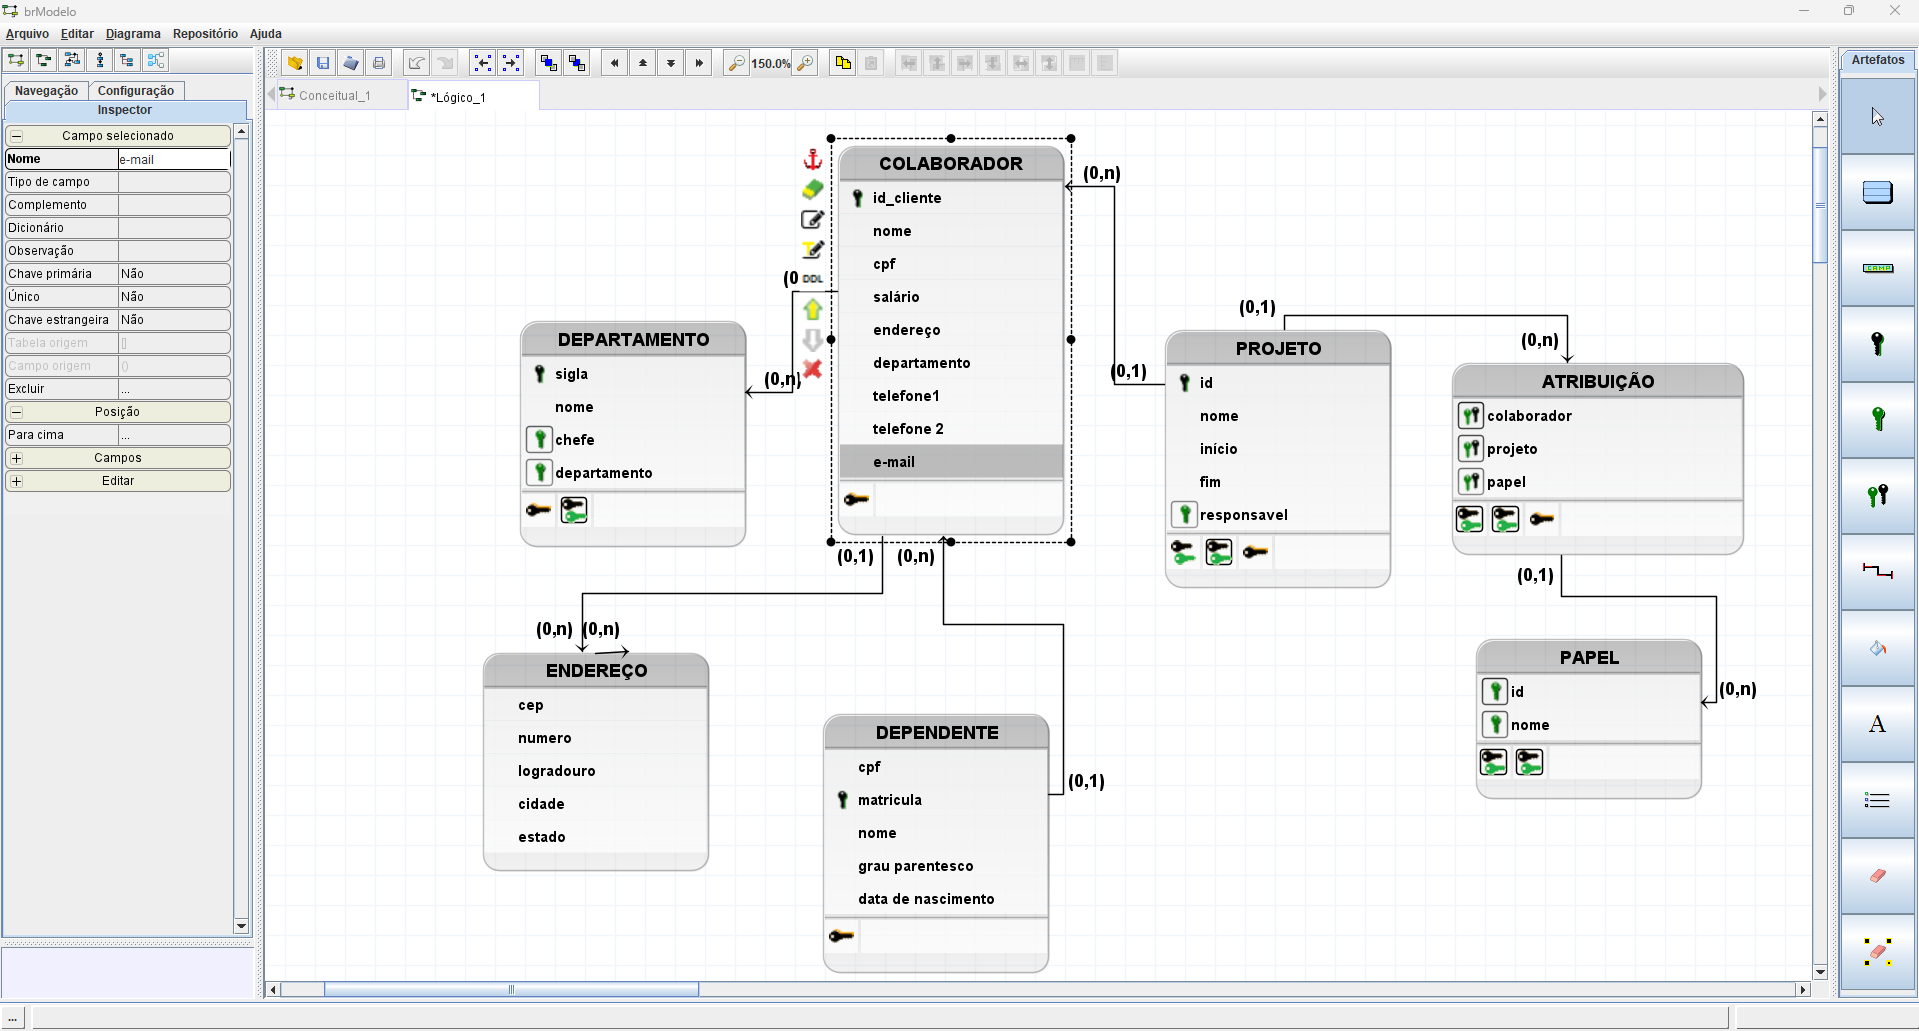 brModelo
Arquivo Editar Diagrama Repositório Ajuda
150.0%
Artefatos
Navegação Configuração
Inspector
Conceitual_1
*Lógico_1
Campo selecionado
Nome e-mail
Tipo de campo
Complemento
Dicionário
Observação
Chave primária Não
Único Não
Chave estrangeira Não
Tabela origem []
Campo origem ()
Excluir ...
Posição
Para cima ...
Campos
Editar
COLABORADOR
id_cliente
nome
cpf
salário
endereço
departamento
telefone1
telefone 2
e-mail
DDL
(0
(0,n)
(0,n)
(0,1)
(0,1)
(0,n)
DEPARTAMENTO
sigla
nome
chefe
departamento
PROJETO
id
nome
início
fim
responsavel
(0,1)
(0,n)
ATRIBUIÇÃO
colaborador
projeto
papel
(0,1)
(0,n)
PAPEL
id
nome
(0,n) (0,n)
ENDEREÇO
cep
numero
logradouro
cidade
estado
DEPENDENTE
cpf
matricula
nome
grau parentesco
data de nascimento
(0,1)
CAMPO
A
...